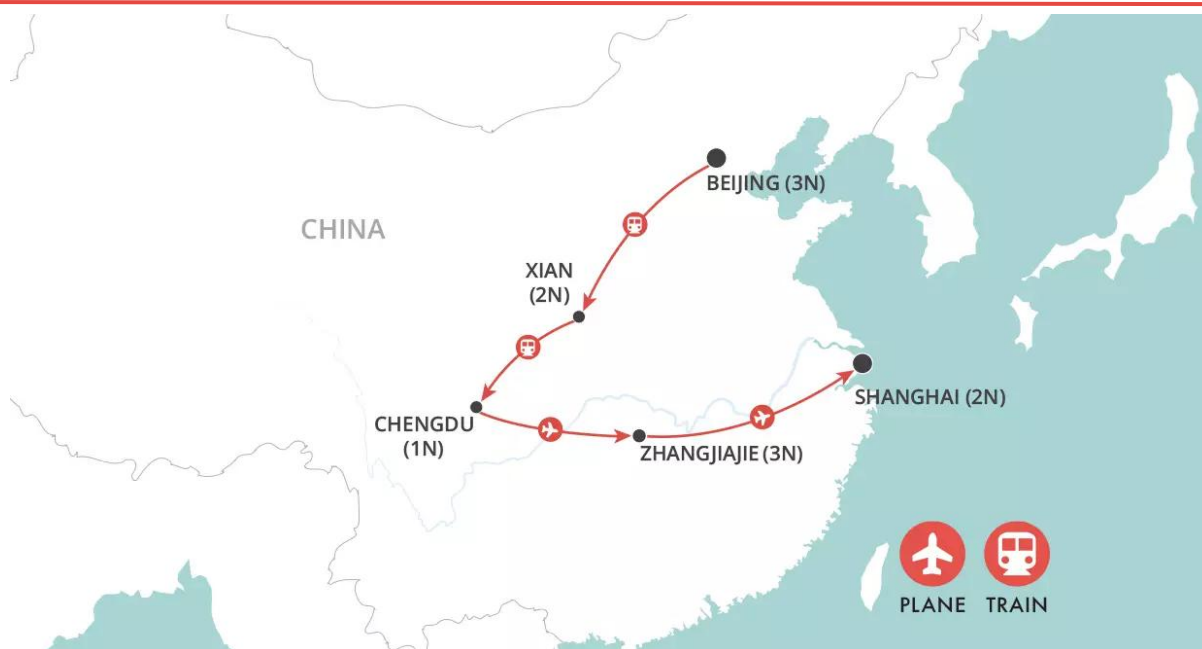 BEIJING (3N)
CHINA
XIAN
(2N)
SHANGHAI (2N)
CHENGDU
(1N)
ZHANGJIAJIE (3N)
PLANE
TRAIN